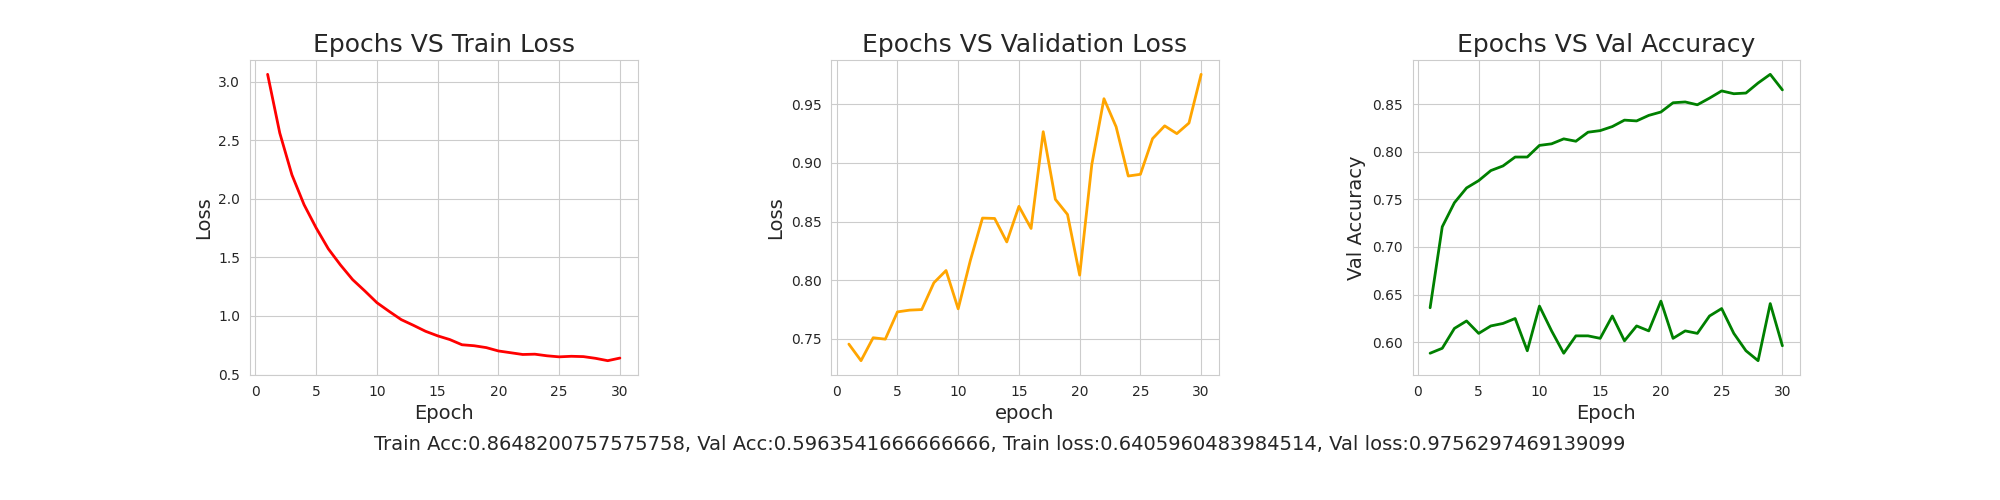 Epochs VS Train Loss
3.0
2.5
2.0
1.5
1.0
0.5
Loss
0 5 10 15 20 25 30
Epoch
Epochs VS Validation Loss
0.95
0.90
0.85
0.80
0.75
Loss
0 5 10 15 20 25 30
epoch
Epochs VS Val Accuracy
0.85
0.80
0.75
0.70
0.65
0.60
Val Accuracy
0 5 10 15 20 25 30
Epoch
Train Acc:0.8648200757575758, Val Acc:0.5963541666666666, Train loss:0.6405960483984514, Val loss:0.9756297469139099